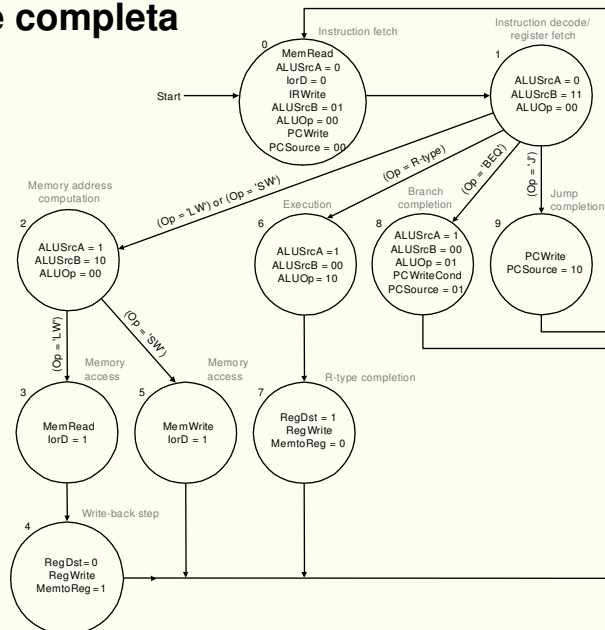 e completa
Instruction fetch
0
MemRead
ALUSrcA = 0
IorD = 0
IRWrite
ALUSrcB = 01
ALUOp = 00
PCWrite
PCSource = 00
Start
Instruction decode/
register fetch
1
ALUSrcA = 0
ALUSrcB = 11
ALUOp = 00
(Op = 'LW') or (Op = 'SW')
(Op = R-type)
(Op = 'BEQ')
(Op = 'J')
Memory address
computation
2
ALUSrcA = 1
ALUSrcB = 10
ALUOp = 00
Execution
6
ALUSrcA =1
ALUSrcB = 00
ALUOp = 10
Branch
completion
8
ALUSrcA = 1
ALUSrcB = 00
ALUOp = 01
PCWriteCond
PCSource = 01
Jump
completion
9
PCWrite
PCSource = 10
(Op = 'LW')
(Op = 'SW')
Memory
access
3
MemRead
IorD = 1
Memory
access
5
MemWrite
IorD = 1
R-type completion
7
RegDst = 1
RegWrite
MemtoReg = 0
Write-back step
4
RegDst=0
RegWrite
MemtoReg=1